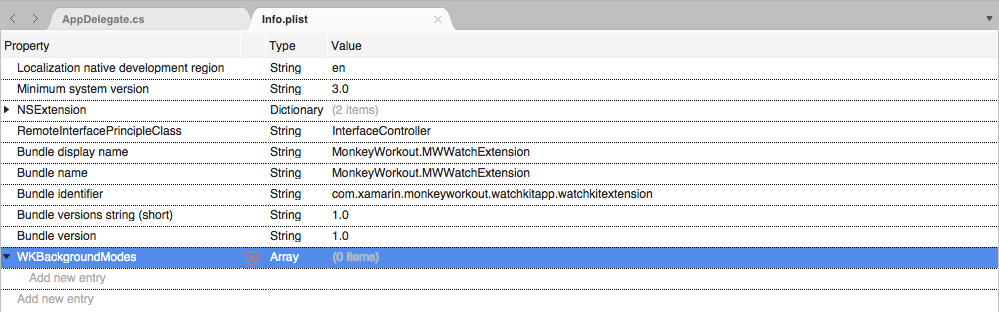 AppDelegate.cs Info.plist
Property Type Value
Localization native development region String en
Minimum system version String 3.0
NSExtension Dictionary (2 items)
RemoteInterfacePrincipleClass String InterfaceController
Bundle display name String MonkeyWorkout.MWWatchExtension
Bundle name String MonkeyWorkout.MWWatchExtension
Bundle identifier String com.xamarin.monkeyworkout.watchkitapp.watchkitextension
Bundle versions string (short) String 1.0
Bundle version String 1.0
WKBackgroundModes Array (0 items)
Add new entry
Add new entry